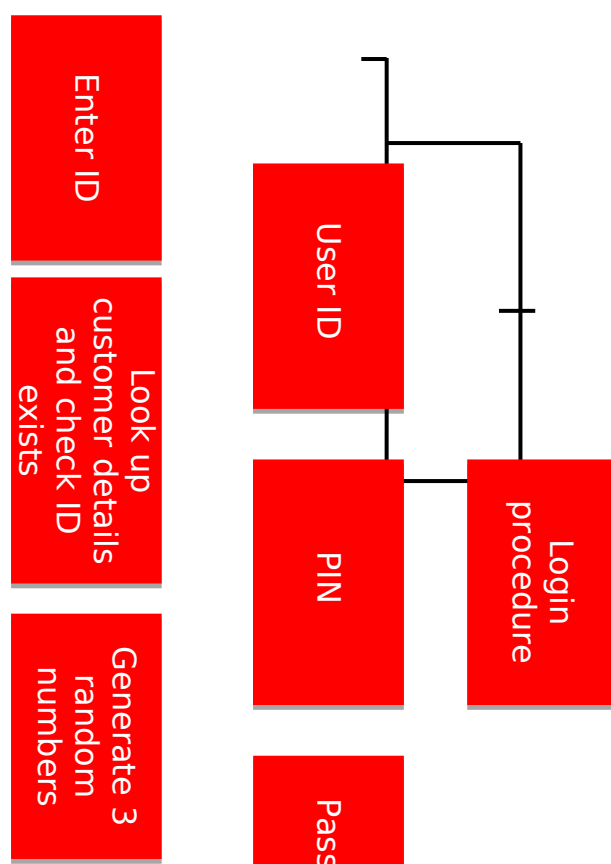 Login
procedure
User ID
PIN
Pass
Enter ID
Look up
customer details
and check ID
exists
Generate 3
random
numbers